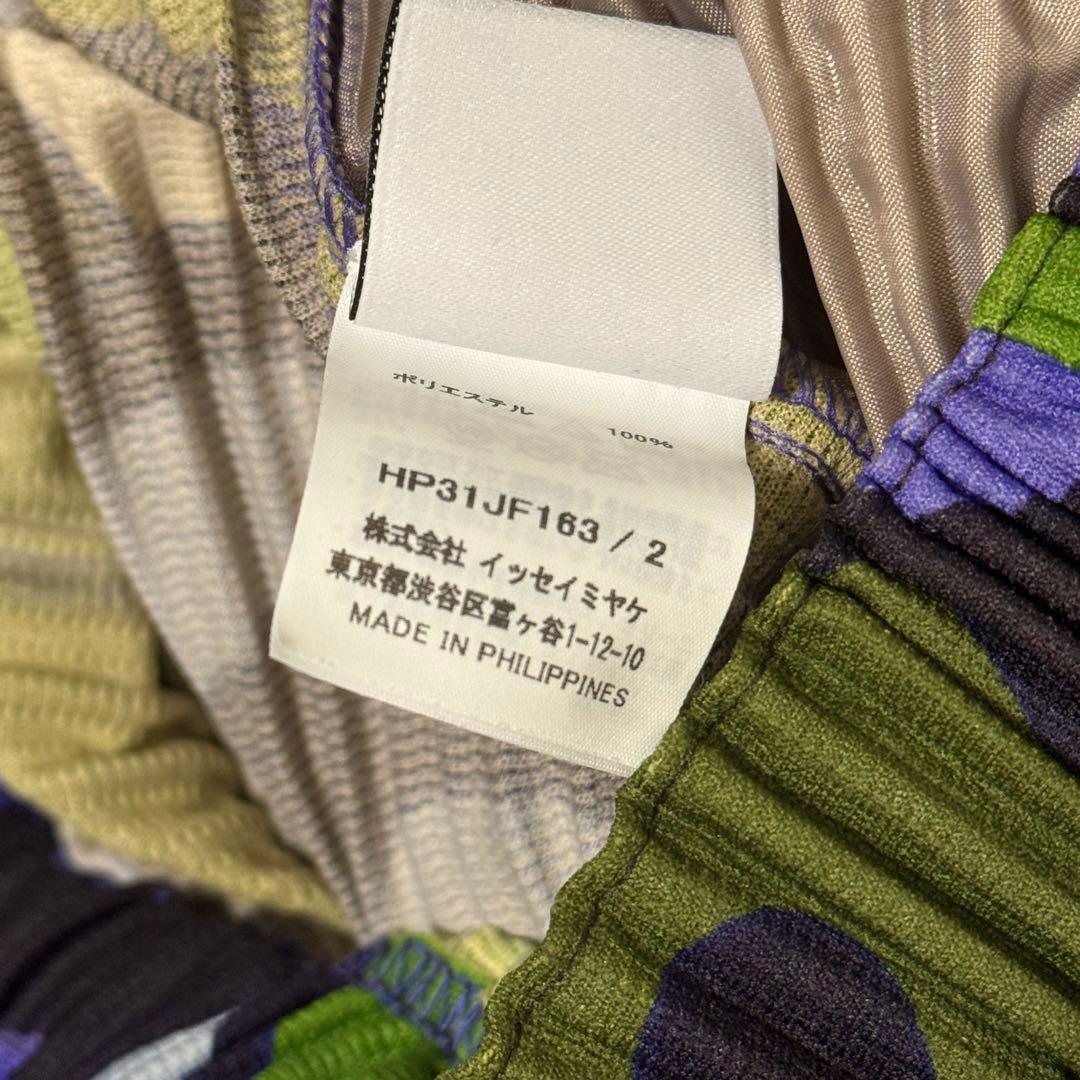 ポリエステル 100%
HP31JF163 / 2
株式会社 イッセイミヤケ
東京都渋谷区富ヶ谷1-12-10
MADE IN PHILIPPINES